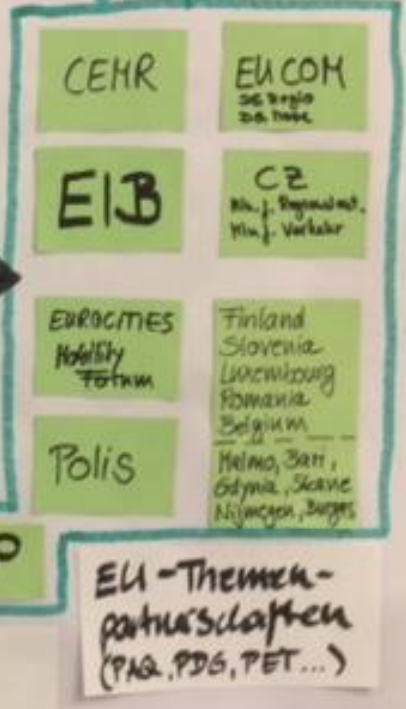 CEMR
EU COM
DG Regio
DG Move
EIB
CZ
Min. f. Regionalent.
Min. f. Verkehr
EUROCITIES
Mobility
Forum
Finland
Slovenia
Luxembourg
Romania
Belgium
Malmo, Bari,
Gdynia, Skane
Nijmegen, Burgas
Polis
EU-Themen-
partnerschaften
(PAQ, PDG, PET...)